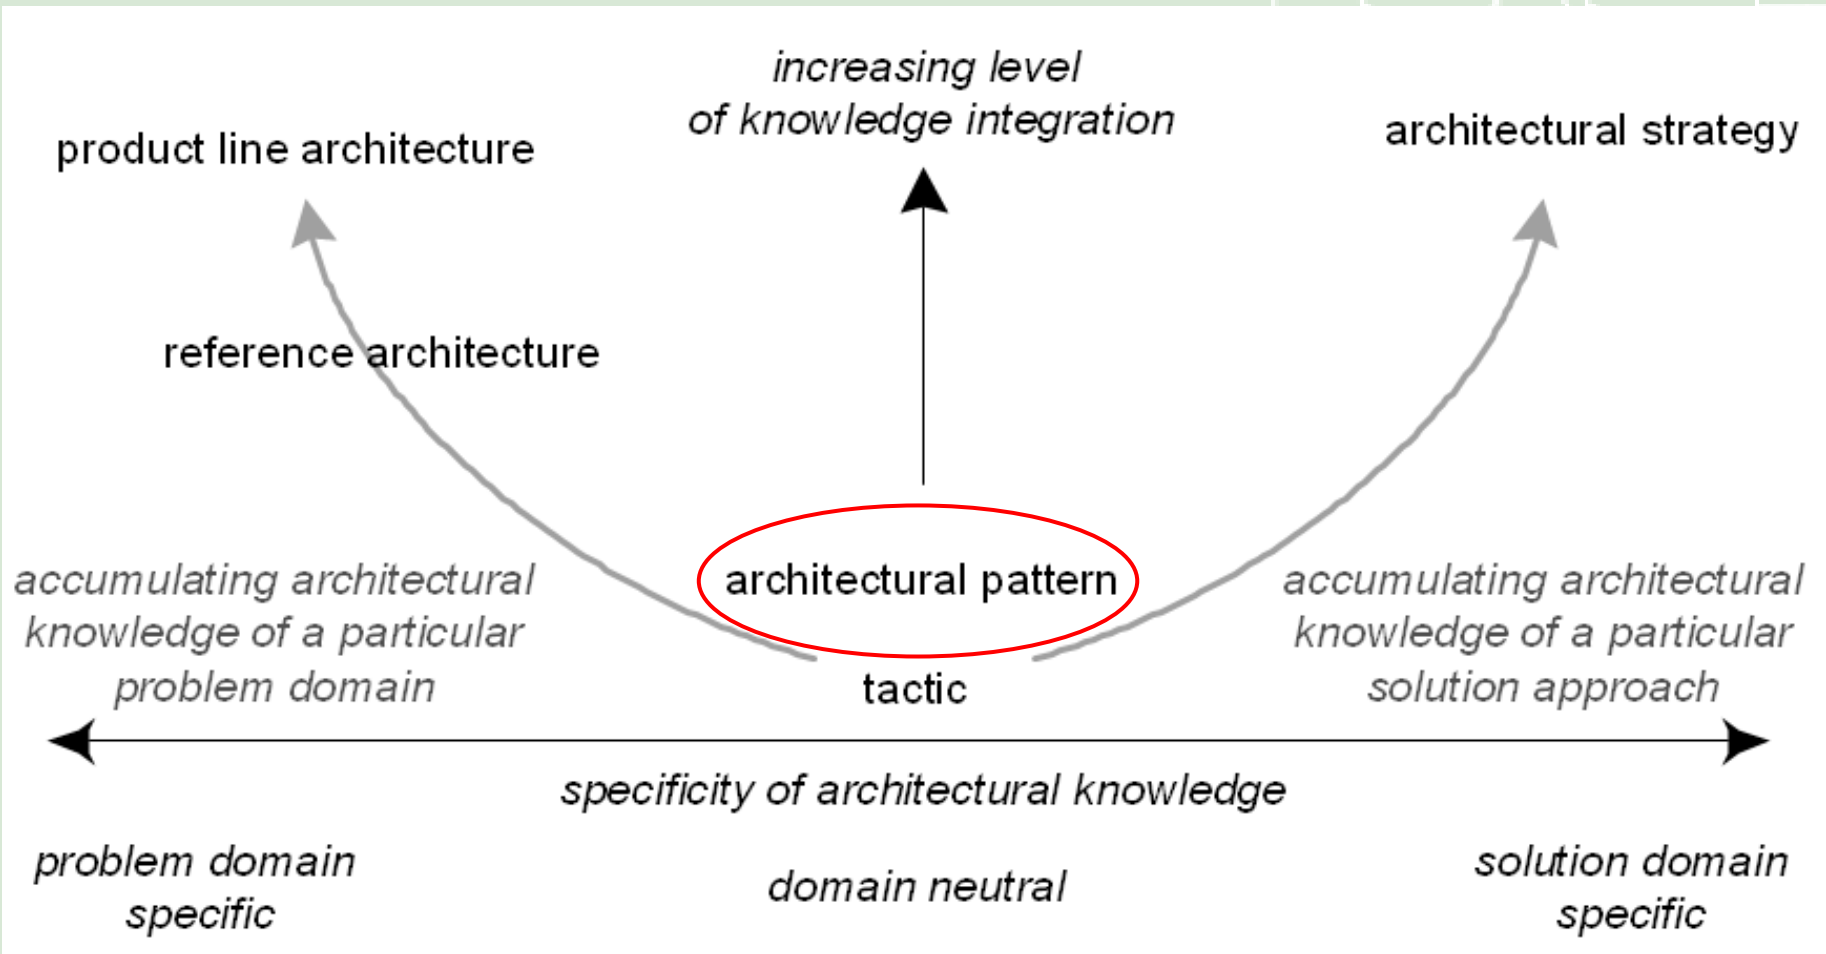 increasing level
of knowledge integration
product line architecture
architectural strategy
reference architecture
architectural pattern
accumulating architectural
knowledge of a particular
problem domain
accumulating architectural
knowledge of a particular
solution approach
tactic
specificity of architectural knowledge
problem domain
specific
domain neutral
solution domain
specific